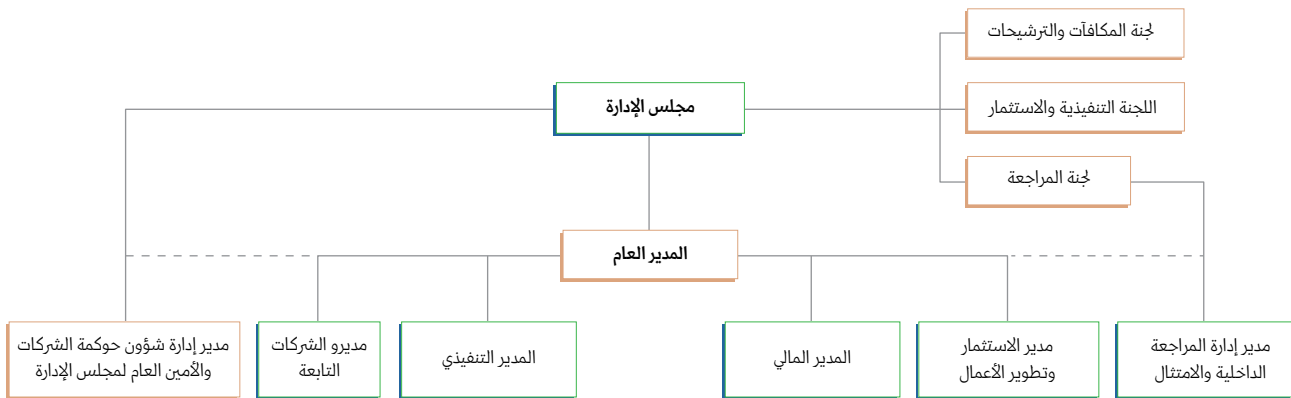 لجنة المكافآت والترشيحات
مجلس الإدارة
اللجنة التنفيذية والاستثمار
لجنة المراجعة
المدير العام
مدير إدارة المراجعة
الداخلية والامتثال
مدير الاستثمار
وتطوير الأعمال
المدير المالي
المدير التنفيذي
مديرو الشركات
التابعة
مدير إدارة شؤون حوكمة الشركات
والأمين العام لمجلس الإدارة